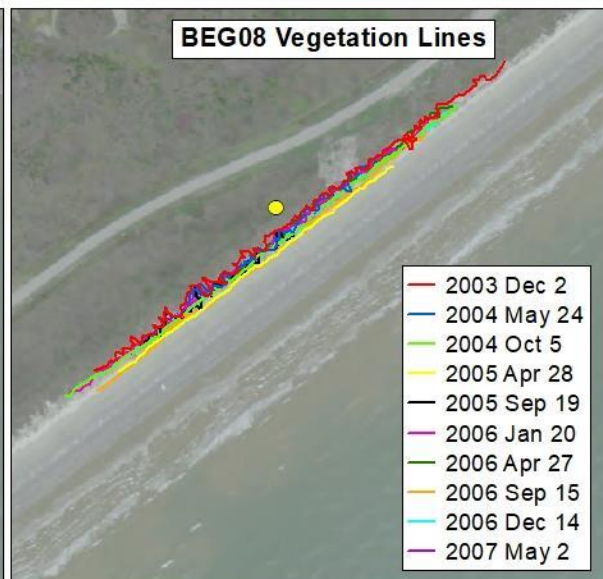 BEG08 Vegetation Lines
2003 Dec 2
2004 May 24
2004 Oct 5
2005 Apr 28
2005 Sep 19
2006 Jan 20
2006 Apr 27
2006 Sep 15
2006 Dec 14
2007 May 2